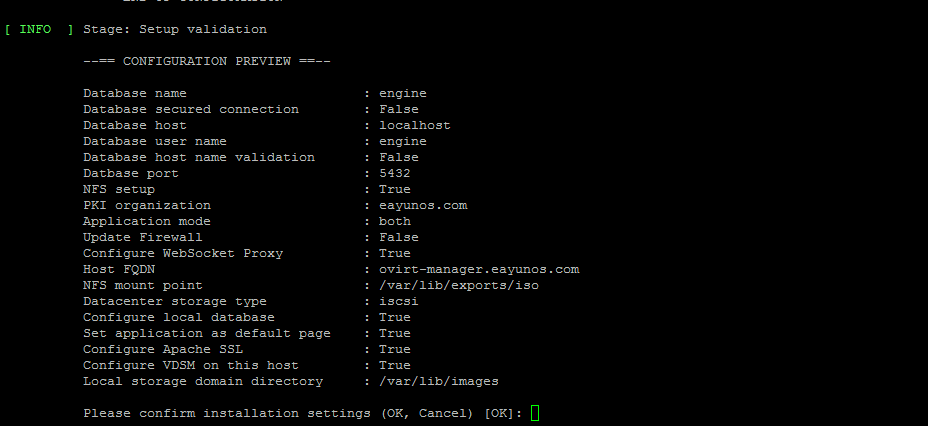 [ INFO  ] Stage: Setup validation
--== CONFIGURATION PREVIEW ==--
Database name : engine
Database secured connection : False
Database host : localhost
Database user name : engine
Database host name validation : False
Datbase port : 5432
NFS setup : True
PKI organization : eayunos.com
Application mode : both
Update Firewall : False
Configure WebSocket Proxy : True
Host FQDN : ovirt-manager.eayunos.com
NFS mount point : /var/lib/exports/iso
Datacenter storage type : iscsi
Configure local database : True
Set application as default page : True
Configure Apache SSL : True
Configure VDSM on this host : True
Local storage domain directory : /var/lib/images
Please confirm installation settings (OK, Cancel) [OK]: